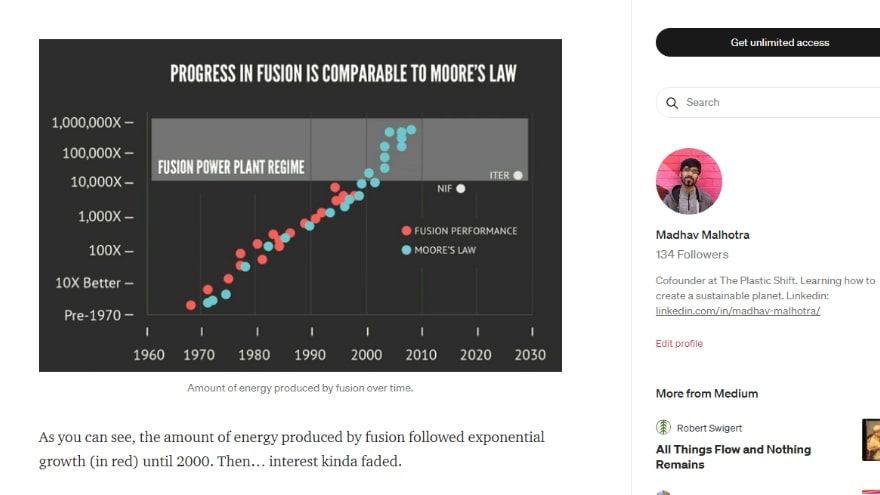 PROGRESS IN FUSION IS COMPARABLE TO MOORE'S LAW
1,000,000X
100,000X
10,000X
1,000X
100X
10X Better
Pre-1970
FUSION POWER PLANT REGIME
ITER
NIF
FUSION PERFORMANCE
MOORE'S LAW
1960 1970 1980 1990 2000 2010 2020 2030
Amount of energy produced by fusion over time.
As you can see, the amount of energy produced by fusion followed exponential
growth (in red) until 2000. Then… interest kinda faded.
Get unlimited access
Search
Madhav Malhotra
134 Followers
Cofounder at The Plastic Shift. Learning how to
create a sustainable planet. Linkedin:
linkedin.com/in/madhav-malhotra/
Edit profile
More from Medium
Robert Swigert
All Things Flow and Nothing
Remains